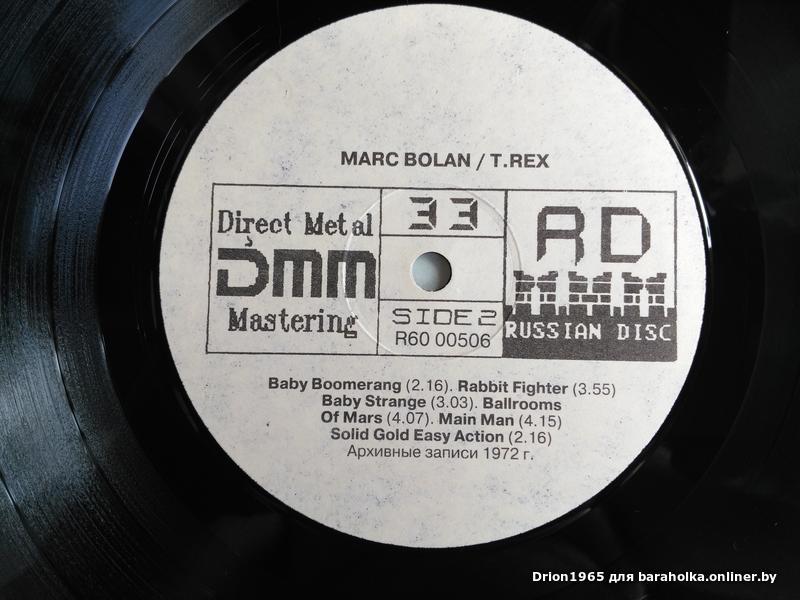 MARC BOLAN / T.REX
Direct Metal
DMM
Mastering
33
SIDE 2
R60 00506
RD
RUSSIAN DISC
Baby Boomerang (2.16). Rabbit Fighter (3.55)
Baby Strange (3.03). Ballrooms
Of Mars (4.07). Main Man (4.15)
Solid Gold Easy Action (2.16)
Архивные записи 1972 г.
Drion1965 для baraholka.onliner.by